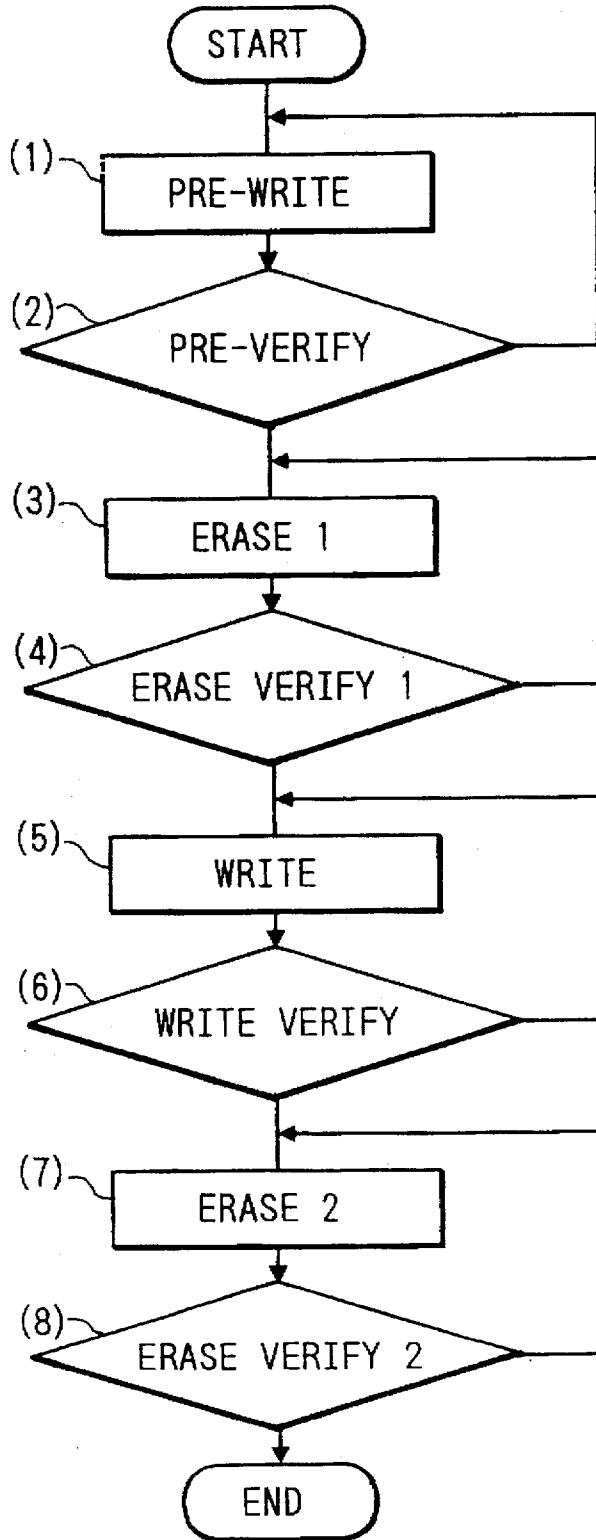 START
(1)
PRE-WRITE
(2)
PRE-VERIFY
(3)
ERASE 1
(4)
ERASE VERIFY 1
(5)
WRITE
(6)
WRITE VERIFY
(7)
ERASE 2
(8)
ERASE VERIFY 2
END